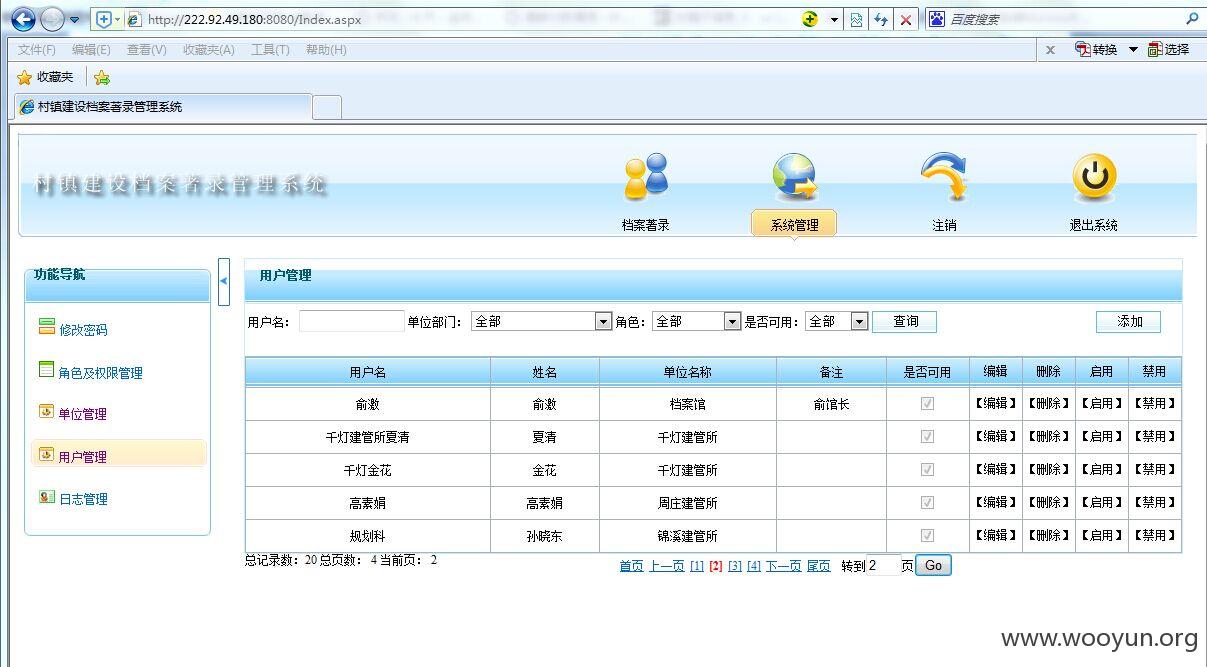 http://222.92.49.180:8080/Index.aspx
百度搜索
文件(F) 编辑(E) 查看(V) 收藏夹(A) 工具(T) 帮助(H)
x 转换 选择
收藏夹
村镇建设档案著录管理系统
村镇建设档案著录管理系统
档案著录 系统管理 注销 退出系统
功能导航
修改密码
角色及权限管理
单位管理
用户管理
日志管理
用户管理
用户名: 单位部门: 全部 角色: 全部 是否可用: 全部 查询 添加
用户名 姓名 单位名称 备注 是否可用 编辑 删除 启用 禁用
俞激 俞激 档案馆 俞馆长 【编辑】 【删除】 【启用】 【禁用】
千灯建管所夏清 夏清 千灯建管所 【编辑】 【删除】 【启用】 【禁用】
千灯金花 金花 千灯建管所 【编辑】 【删除】 【启用】 【禁用】
高素娟 高素娟 周庄建管所 【编辑】 【删除】 【启用】 【禁用】
规划科 孙晓东 锦溪建管所 【编辑】 【删除】 【启用】 【禁用】
总记录数: 20 总页数: 4 当前页: 2
首页 上一页 [1] [2] [3] [4] 下一页 尾页 转到 2 页 Go
www.wooyun.org